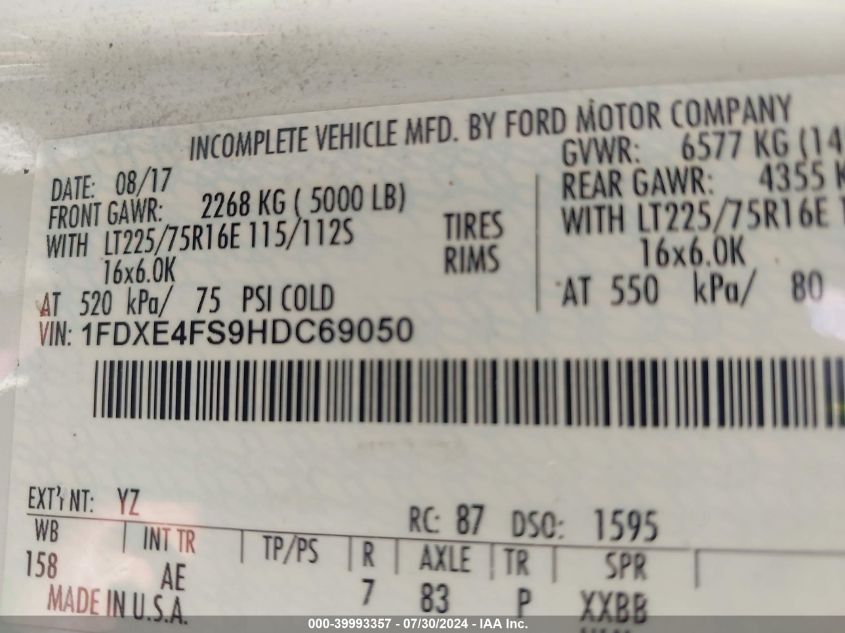 INCOMPLETE VEHICLE MFD. BY FORD MOTOR COMPANY
DATE: 08/17 GVWR: 6577 KG (14
FRONT GAWR: 2268 KG ( 5000 LB) REAR GAWR: 4355 K
WITH LT225/75R16E 115/112S TIRES WITH LT225/75R16E 1
16x6.0K RIMS 16x6.0K
AT 520 kPa/ 75 PSI COLD AT 550 kPa/ 80
VIN: 1FDXE4FS9HDC69050
EXT'r NT: YZ RC: 87 DSO: 1595
WB INT TR TP/PS R AXLE TR SPR
158 AE 7 83 P XXBB
MADE IN U.S.A.
000-39993357 - 07/30/2024 - IAA Inc.